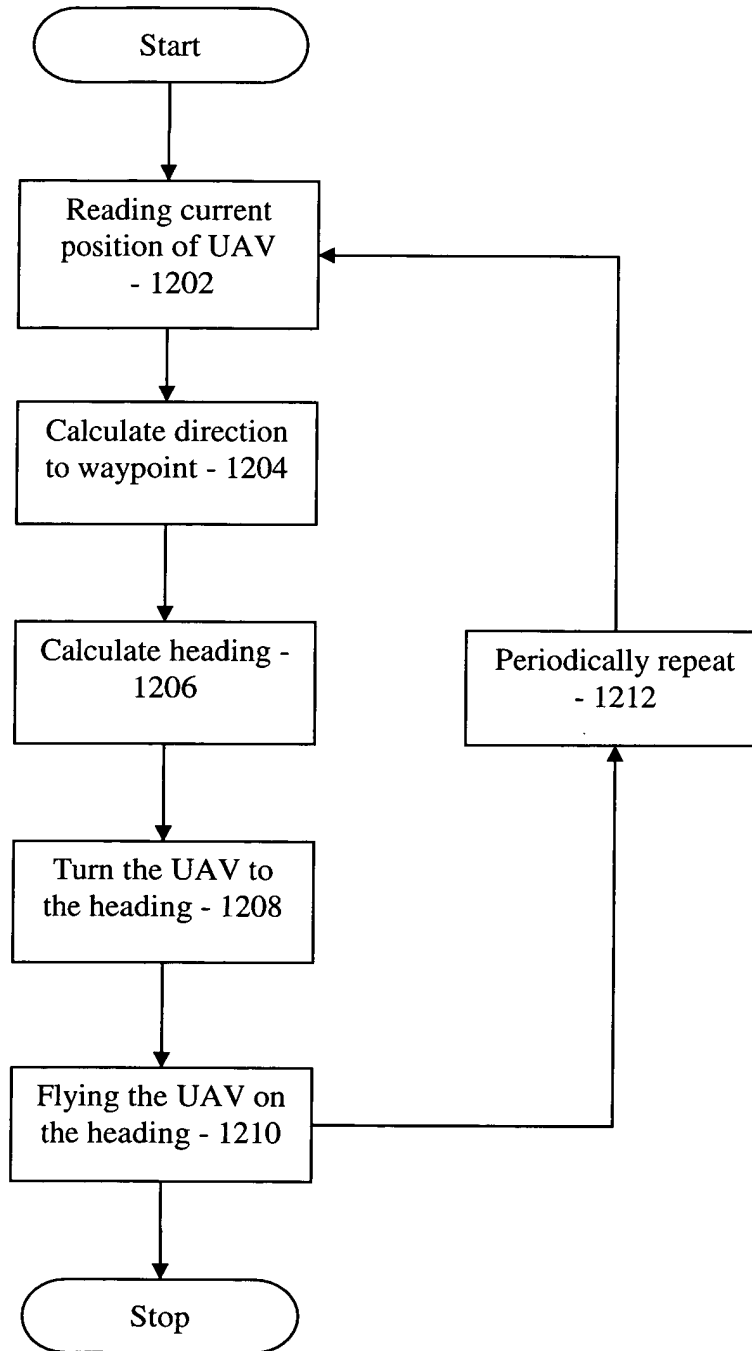 Start
Reading current
position of UAV
- 1202
Calculate direction
to waypoint - 1204
Calculate heading -
1206
Periodically repeat
- 1212
Turn the UAV to
the heading - 1208
Flying the UAV on
the heading - 1210
Stop